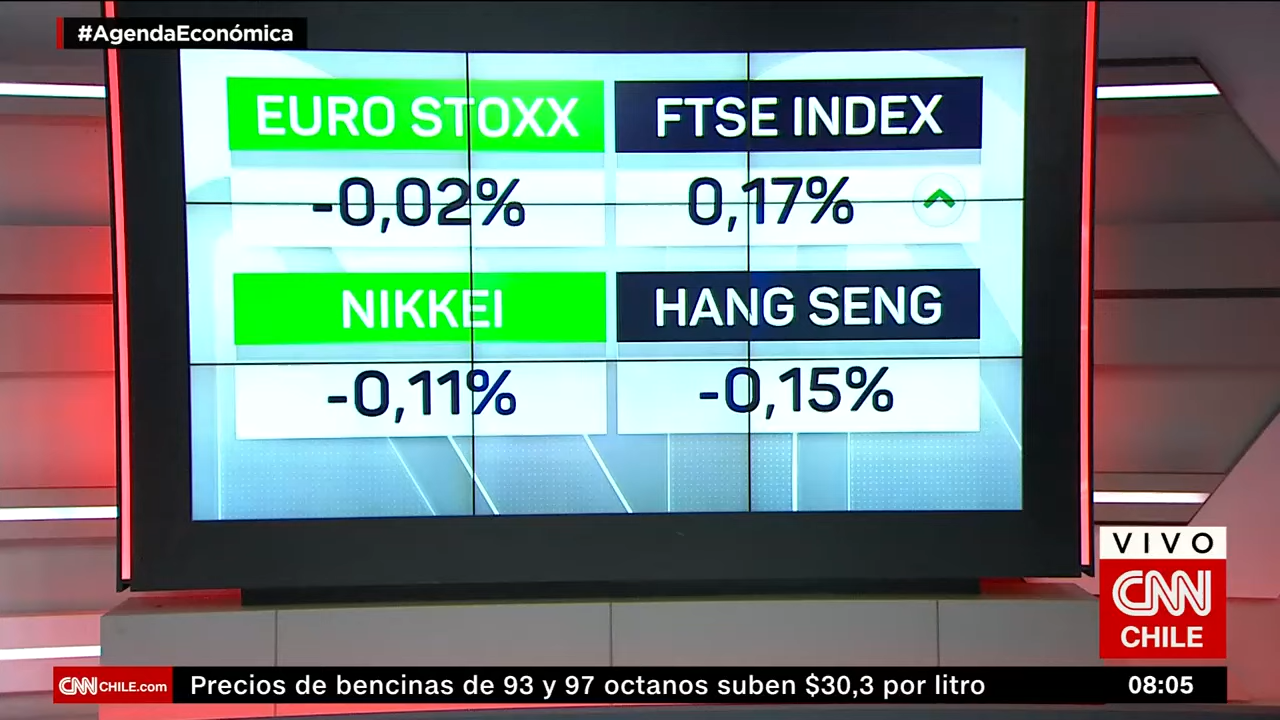 #AgendaEconómica
EURO STOXX
FTSE INDEX
-0,02%
0,17%
NIKKEI
HANG SENG
-0,11%
-0,15%
VIVO
CNN
CHILE
CNNCHILE.com
Precios de bencinas de 93 y 97 octanos suben $30,3 por litro
08:05